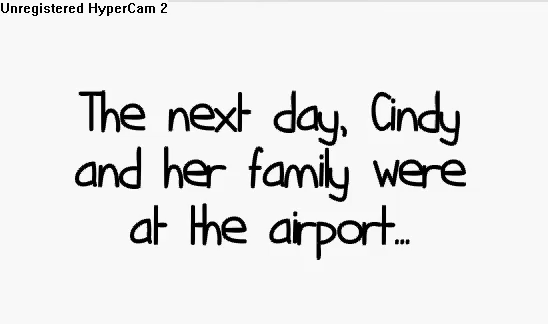 Unregistered HyperCam 2
The next day, Cindy
and her family were
at the airport...